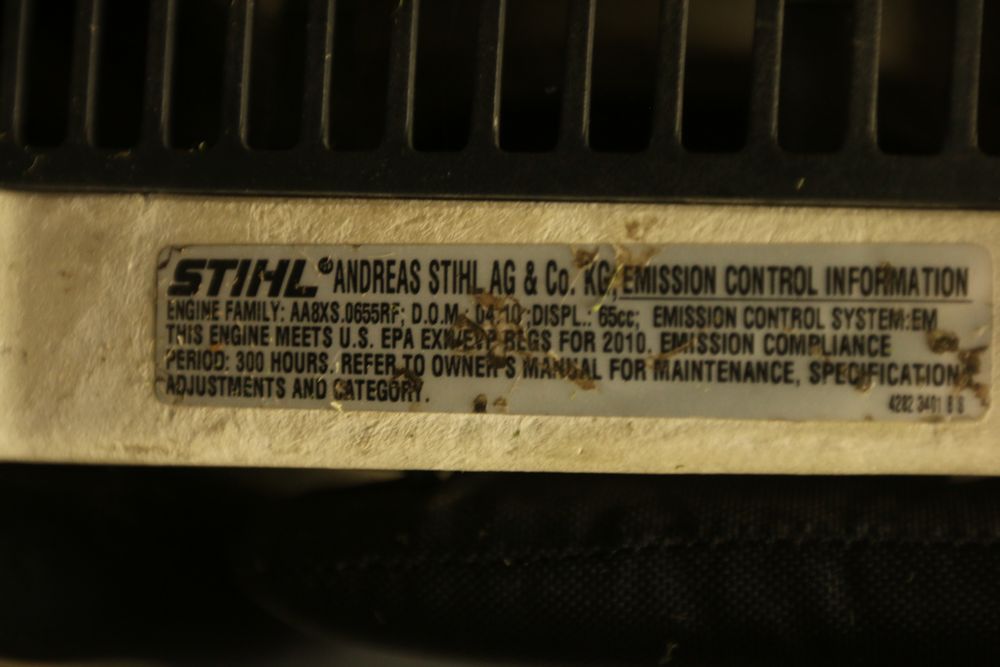 STIHL® ANDREAS STIHL AG & Co. KG, EMISSION CONTROL INFORMATION
ENGINE FAMILY: AA8XS.0655RF; D.O.M.: 04.10 ;DISPL.: 65cc; EMISSION CONTROL SYSTEM:EM
THIS ENGINE MEETS U.S. EPA EXH/EVP REGS FOR 2010. EMISSION COMPLIANCE
PERIOD: 300 HOURS. REFER TO OWNER'S MANUAL FOR MAINTENANCE, SPECIFICATION
ADJUSTMENTS AND CATEGORY.
4282 3401